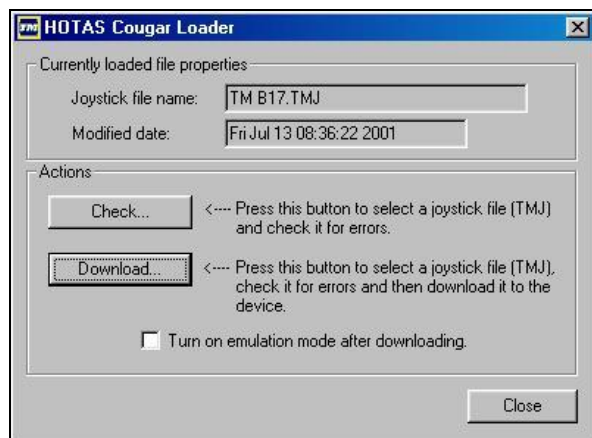 TM HOTAS Cougar Loader
Currently loaded file properties
Joystick file name: TM B17.TMJ
Modified date: Fri Jul 13 08:36:22 2001
Actions
Check... <---- Press this button to select a joystick file (TMJ)
and check it for errors.
Download... <---- Press this button to select a joystick file (TMJ),
check it for errors and then download it to the
device.
Turn on emulation mode after downloading.
Close